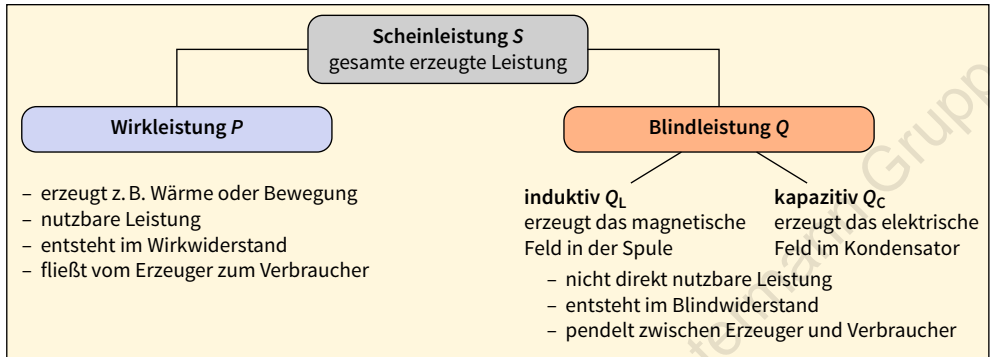 Scheinleistung S
gesamte erzeugte Leistung
Wirkleistung P
– erzeugt z. B. Wärme oder Bewegung
– nutzbare Leistung
– entsteht im Wirkwiderstand
– fließt vom Erzeuger zum Verbraucher
Blindleistung Q
induktiv QL
erzeugt das magnetische
Feld in der Spule
kapazitiv QC
erzeugt das elektrische
Feld im Kondensator
– nicht direkt nutzbare Leistung
– entsteht im Blindwiderstand
– pendelt zwischen Erzeuger und Verbraucher